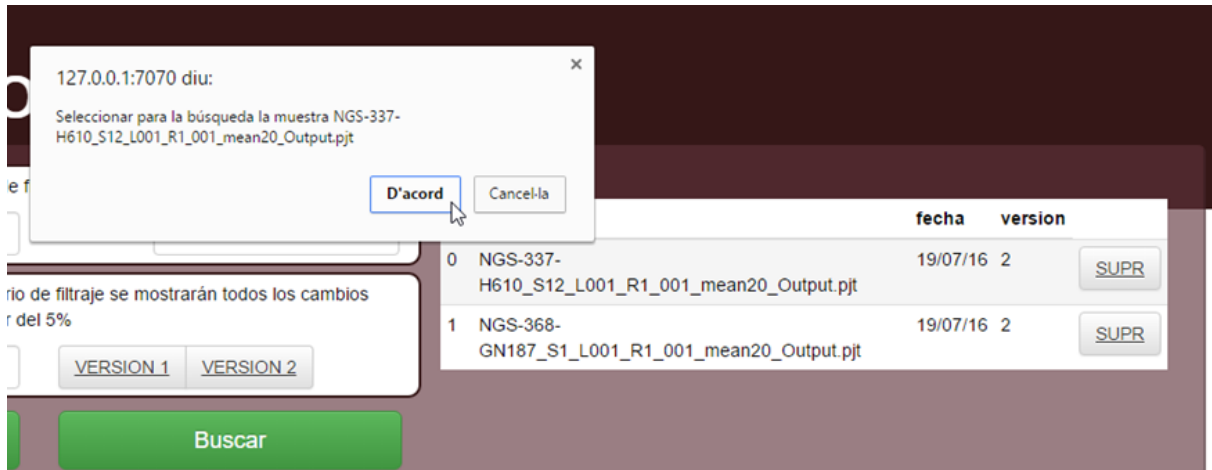 127.0.0.1:7070 diu:
×
Seleccionar para la búsqueda la muestra NGS-337-
H610_S12_L001_R1_001_mean20_Output.pjt
D'acord
Cancel·la
fecha version
0 NGS-337- 19/07/16 2 SUPR
H610_S12_L001_R1_001_mean20_Output.pjt
1 NGS-368- 19/07/16 2 SUPR
GN187_S1_L001_R1_001_mean20_Output.pjt
rio de filtraje se mostrarán todos los cambios
r del 5%
VERSION 1 VERSION 2
Buscar